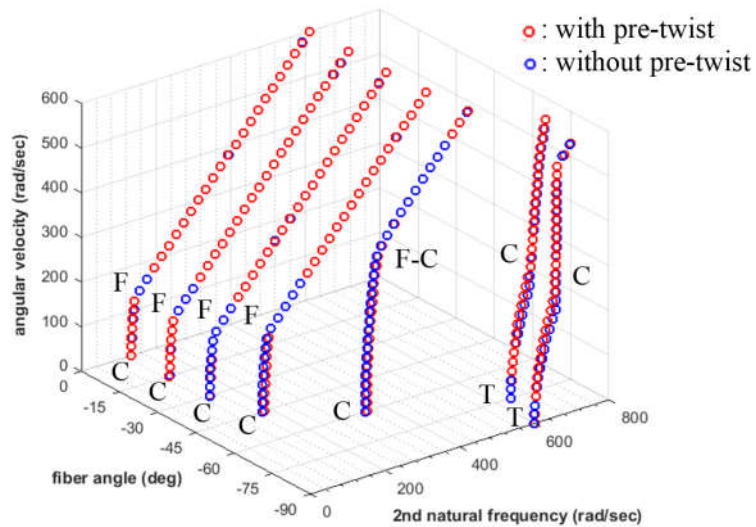 : with pre-twist
: without pre-twist
600
500
400
300
200
100
0
angular velocity (rad/sec)
F
F
F
F
F-C
C
C
C
C
C
C
C
T
T
0
-15
-30
-45
-60
-75
-90
fiber angle (deg)
0
200
400
600
800
2nd natural frequency (rad/sec)